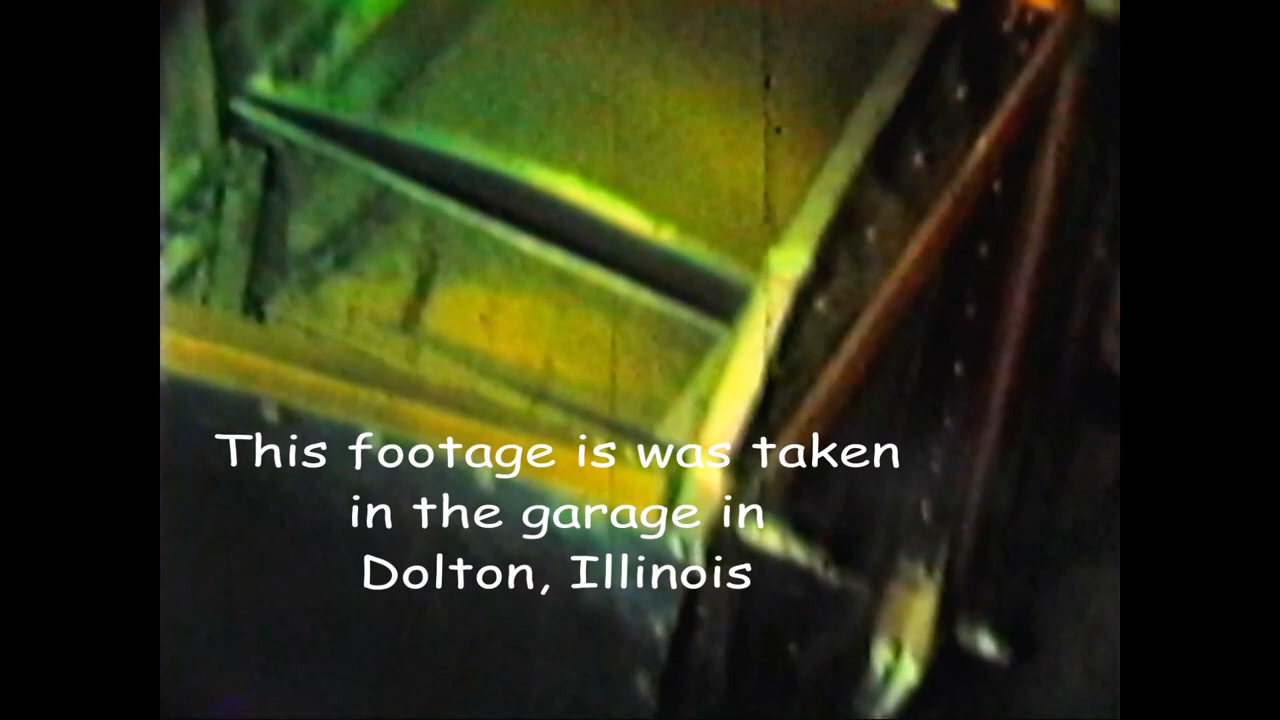 This footage is was taken
in the garage in
Dolton, Illinois